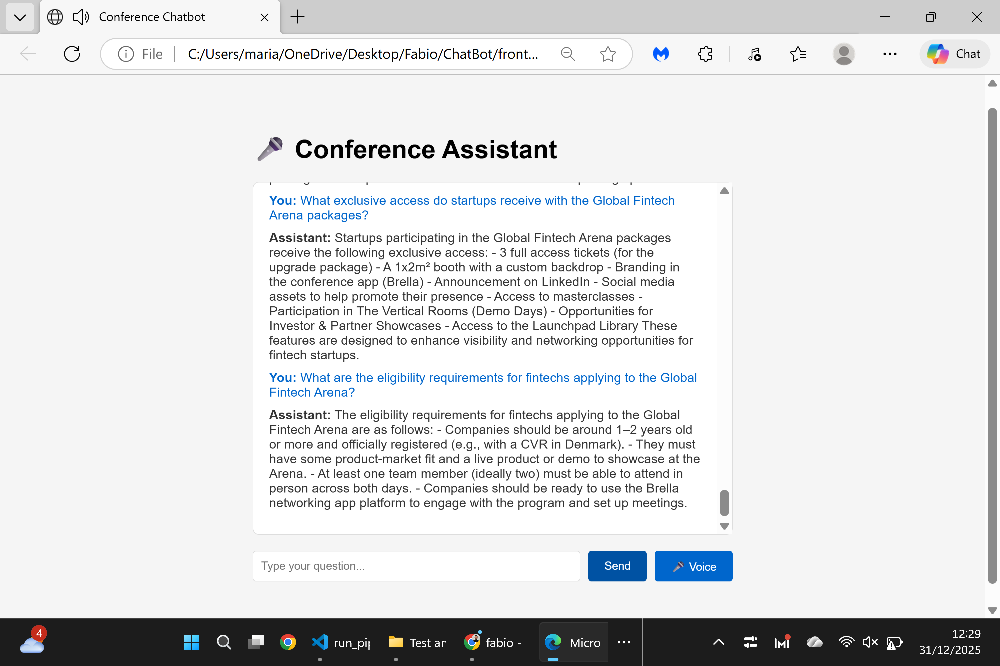 Conference Chatbot
File
C:/Users/maria/OneDrive/Desktop/Fabio/ChatBot/front...
Chat
Conference Assistant
You: What exclusive access do startups receive with the Global Fintech
Arena packages?
Assistant: Startups participating in the Global Fintech Arena packages
receive the following exclusive access: - 3 full access tickets (for the
upgrade package) - A 1x2m² booth with a custom backdrop - Branding in
the conference app (Brella) - Announcement on LinkedIn - Social media
assets to help promote their presence - Access to masterclasses -
Participation in The Vertical Rooms (Demo Days) - Opportunities for
Investor & Partner Showcases - Access to the Launchpad Library These
features are designed to enhance visibility and networking opportunities for
fintech startups.
You: What are the eligibility requirements for fintechs applying to the Global
Fintech Arena?
Assistant: The eligibility requirements for fintechs applying to the Global
Fintech Arena are as follows: - Companies should be around 1–2 years old
or more and officially registered (e.g., with a CVR in Denmark). - They must
have some product-market fit and a live product or demo to showcase at the
Arena. - At least one team member (ideally two) must be able to attend in
person across both days. - Companies should be ready to use the Brella
networking app platform to engage with the program and set up meetings.
Type your question...
Send
Voice
4
run_pip
Test an
fabio -
Micro
12:29
31/12/2025